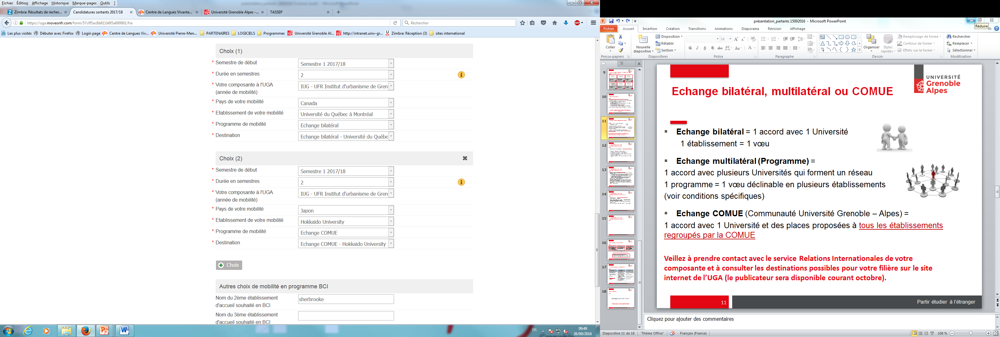 Fichier Édition Affichage Historique Marque-pages Outils ?
Zimbra: Résultats de recher...
Candidatures sortants 2017/18
Centre de Langues Vivante...
Université Grenoble Alpes -...
TASSEP
https://uga.moveonfr.com/form/57cff5ac8b811b6f5a000001/fra
Rechercher
ABP
Les plus visités Débuter avec Firefox Login page Centre de Langues Viv... Université Pierre-Men... PARTENAIRES LOGICIELS Programmes Université Grenoble Al... http://intranet.univ-gr... Zimbra: Réception (3) sites international
Choix (1)
* Semestre de début
Semestre 1 2017/18
* Durée en semestres
2
* Votre composante à l'UGA
(année de mobilité)
IUG - UFR Institut d'urbanisme de Gren
* Pays de votre mobilité
Canada
* Etablissement de votre mobilité
Université du Québec à Montréal
* Programme de mobilité
Echange bilatéral
* Destination
Echange bilatéral - Université du Québe
Choix (2)
* Semestre de début
Semestre 1 2017/18
* Durée en semestres
2
* Votre composante à l'UGA
(année de mobilité)
IUG - UFR Institut d'urbanisme de Gren
* Pays de votre mobilité
Japon
* Etablissement de votre mobilité
Hokkaido University
* Programme de mobilité
Echange COMUE
* Destination
Echange COMUE - Hokkaido University
Choix
Autres choix de mobilité en programme BCI
Nom du 2ème établissement
d'accueil souhaité en BCI
sherbrooke
Nom du 3ème établissement
d'accueil souhaité en BCI
FR
09:49
26/09/2016
présentation_partants 15092016 - Microsoft PowerPoint
Réduire
Fichier Accueil Insertion Création Transitions Animations Diaporama Révision Affichage
Coller
Presse-papiers
Nouvelle
diapositive
Disposition
Rétablir
Section
Diapositives
16
G I S S abc AV Aa A
Police
Paragraphe
Organiser
Styles
rapides
Remplissage de forme
Contour de forme
Effets sur la forme
Dessin
Rechercher
Remplacer
Sélectionner
Modification
9
10
11
12
13
14
15
16
17
18
UNIVERSITÉ
Grenoble
Alpes
Echange bilatéral, multilatéral ou COMUE
Echange bilatéral = 1 accord avec 1 Université
1 établissement = 1 vœu
Echange multilatéral (Programme) =
1 accord avec plusieurs Universités qui forment un réseau
1 programme = 1 vœu déclinable en plusieurs établissements
(voir conditions spécifiques)
Echange COMUE (Communauté Université Grenoble – Alpes) =
1 accord avec 1 Université et des places proposées à tous les établissements
regroupés par la COMUE
Veillez à prendre contact avec le service Relations Internationales de votre
composante et à consulter les destinations possibles pour votre filière sur le site
internet de l'UGA (le publicateur sera disponible courant octobre).
11
Partir étudier à l'étranger
Cliquez pour ajouter des commentaires
Diapositive 11 de 18 "Thème Office" Français (France) 108 %